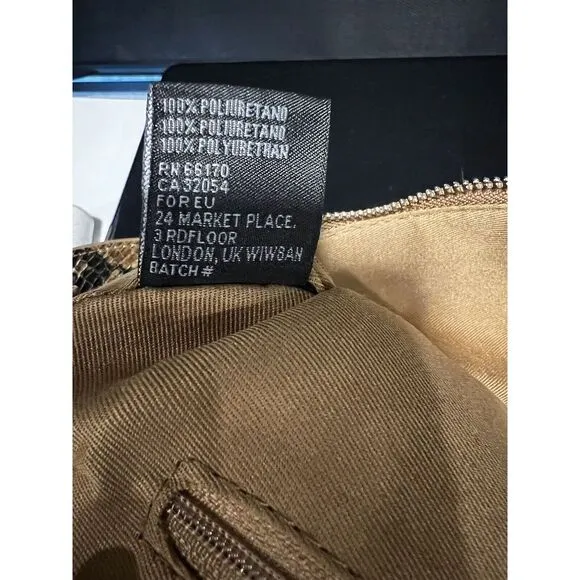 100% POLIURETANO
100% POLIURETANO
100% POLYURETHAN
RN 66170
CA 32054
FOR EU
24 MARKET PLACE.
3 RDFLOOR
LONDON, UK WIW8AN
BATCH #